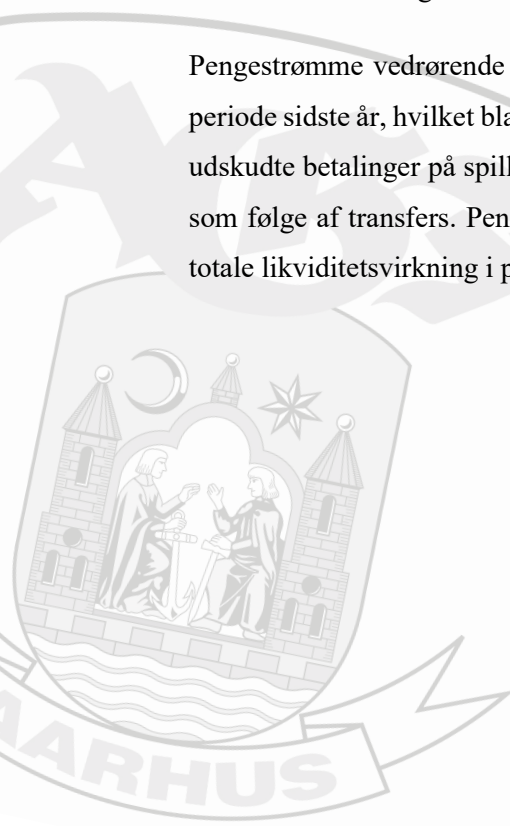 Pengestrømme vedrørende
periode sidste år, hvilket bla
udskudte betalinger på spill
som følge af transfers. Pen
totale likviditetsvirkning i p
AGF
AARHUS